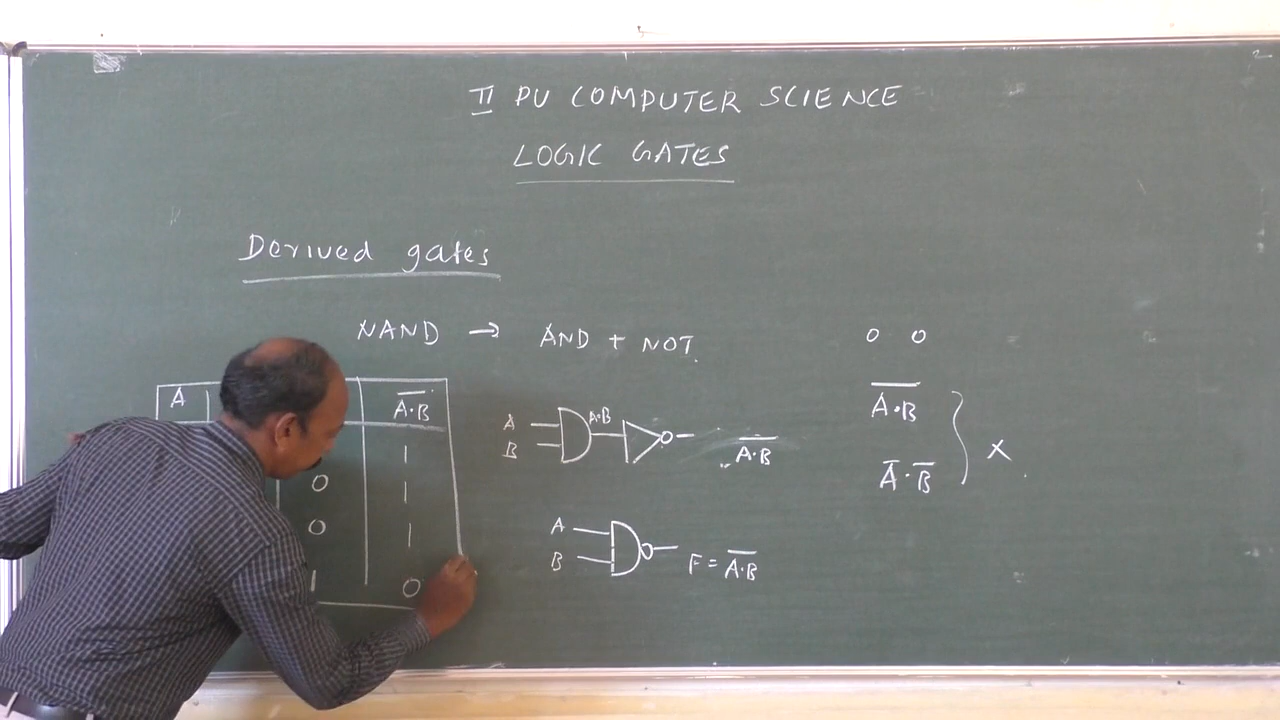 II PU COMPUTER SCIENCE
LOGIC GATES
Derived gates
NAND → AND + NOT
0 0
A
A̅·̅B̅
1
0 1
0 1
1 0
A
B
A·B
A̅·̅B̅
A̅·̅B̅
A̅·B̅
X
A
B
F = A̅·̅B̅